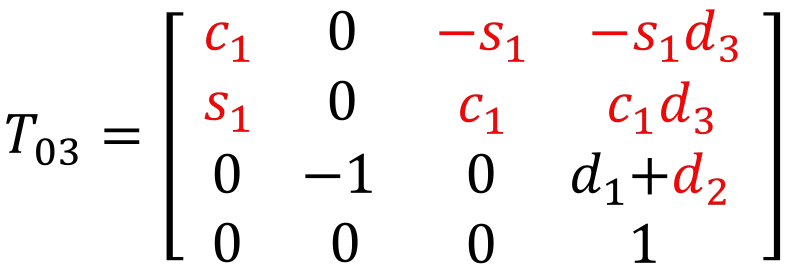 c₁ 0 −s₁ −s₁d₃
s₁ 0 c₁ c₁d₃
T₀₃ =
0 −1 0 d₁+d₂
0 0 0 1